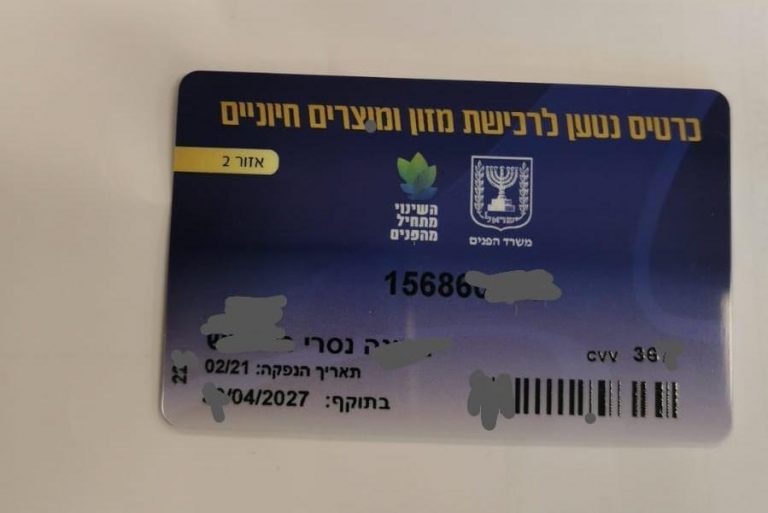 כרטיס נטען לרכישת מזון ומוצרים חיוניים
אזור 2
השינוי
מתחיל
מהפנים
ישראל
משרד הפנים
15686
נסרי
CVV 36
תאריך הנפקה: 02/21
בתוקף: /04/2027